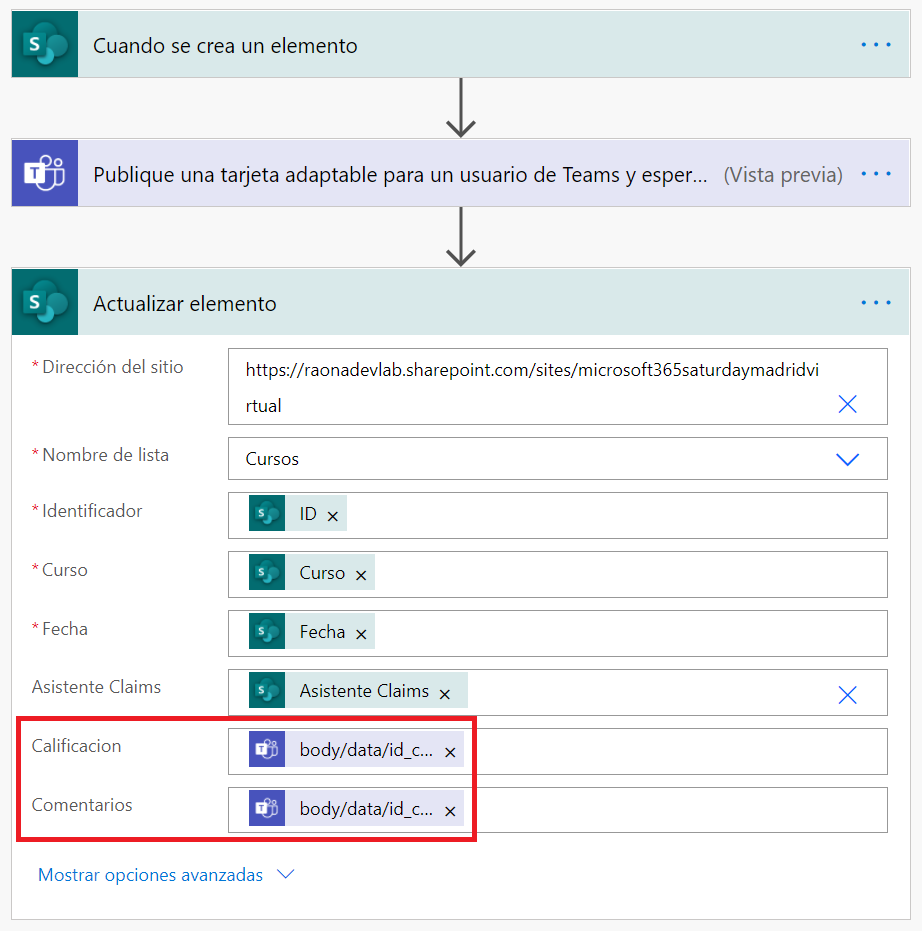 Cuando se crea un elemento
Publique una tarjeta adaptable para un usuario de Teams y esper... (Vista previa)
Actualizar elemento
* Dirección del sitio
https://raonadevlab.sharepoint.com/sites/microsoft365saturdaymadridvi
rtual
* Nombre de lista
Cursos
* Identificador
ID
* Curso
Curso
* Fecha
Fecha
Asistente Claims
Asistente Claims
Calificacion
body/data/id_c...
Comentarios
body/data/id_c...
Mostrar opciones avanzadas